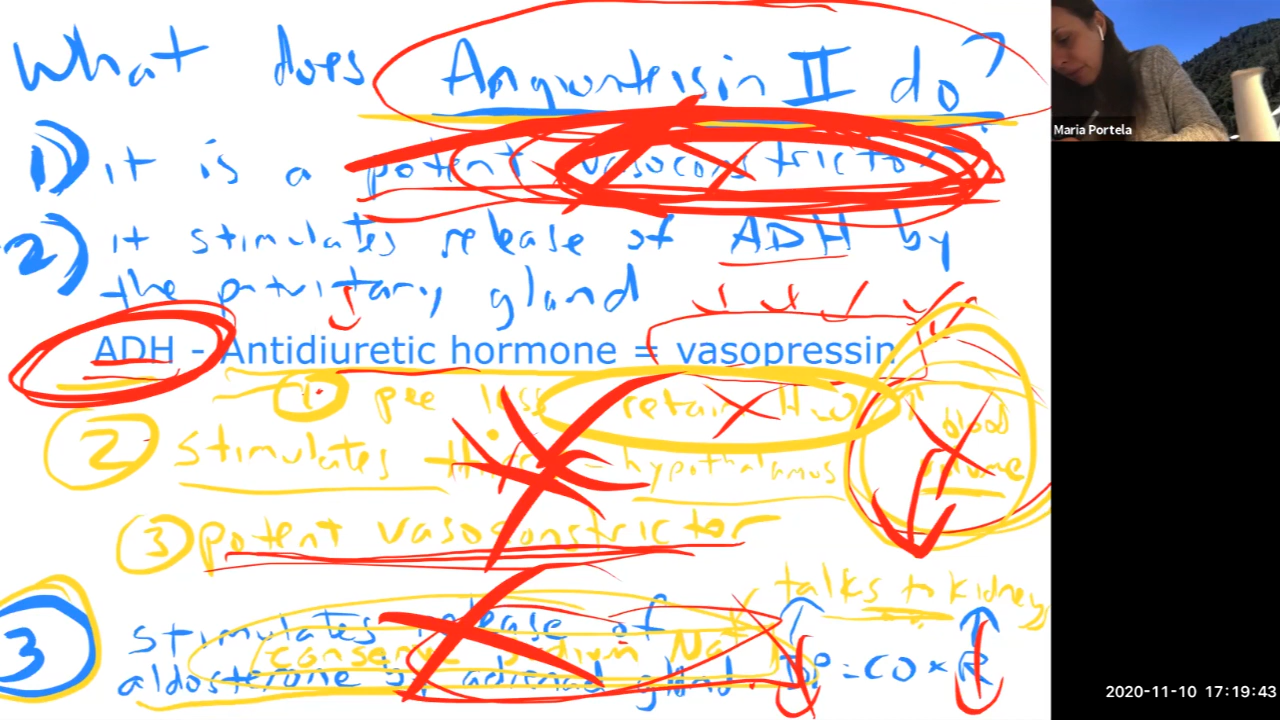 What does Angiotensin II do?
1) it is a potent vasoconstrictor.
2) it stimulates release of ADH by
the pituitary gland
ADH - Antidiuretic hormone = vasopressin
1. pee less retain H2O ↑ blood
volume
2 stimulates - hypothalamus
3 potent vasoconstrictor
talks to kidneys
3 stimulates release of
conserve sodium Na+
aldosterone by adrenal gland. BP = CO × R
Maria Portela
2020-11-10 17:19:43